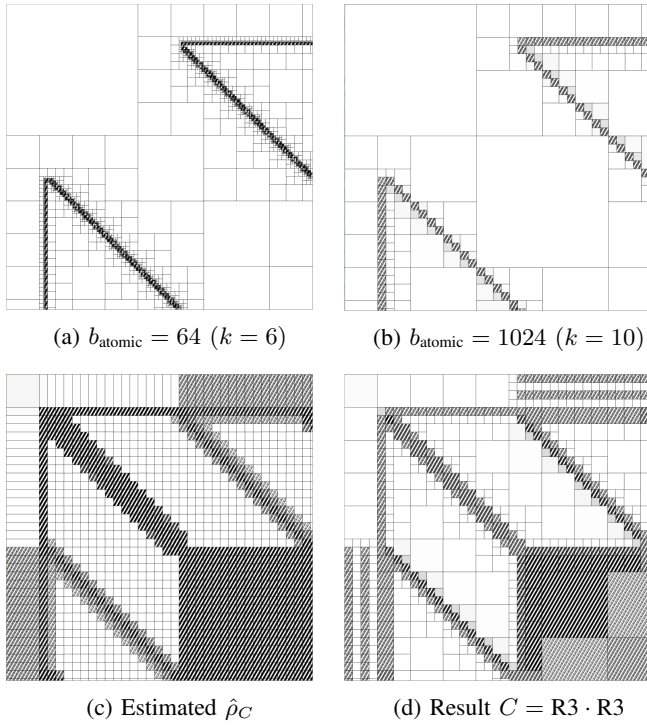 (a) b_atomic = 64 (k = 6)
(b) b_atomic = 1024 (k = 10)
(c) Estimated ρ̂_C
(d) Result C = R3 · R3